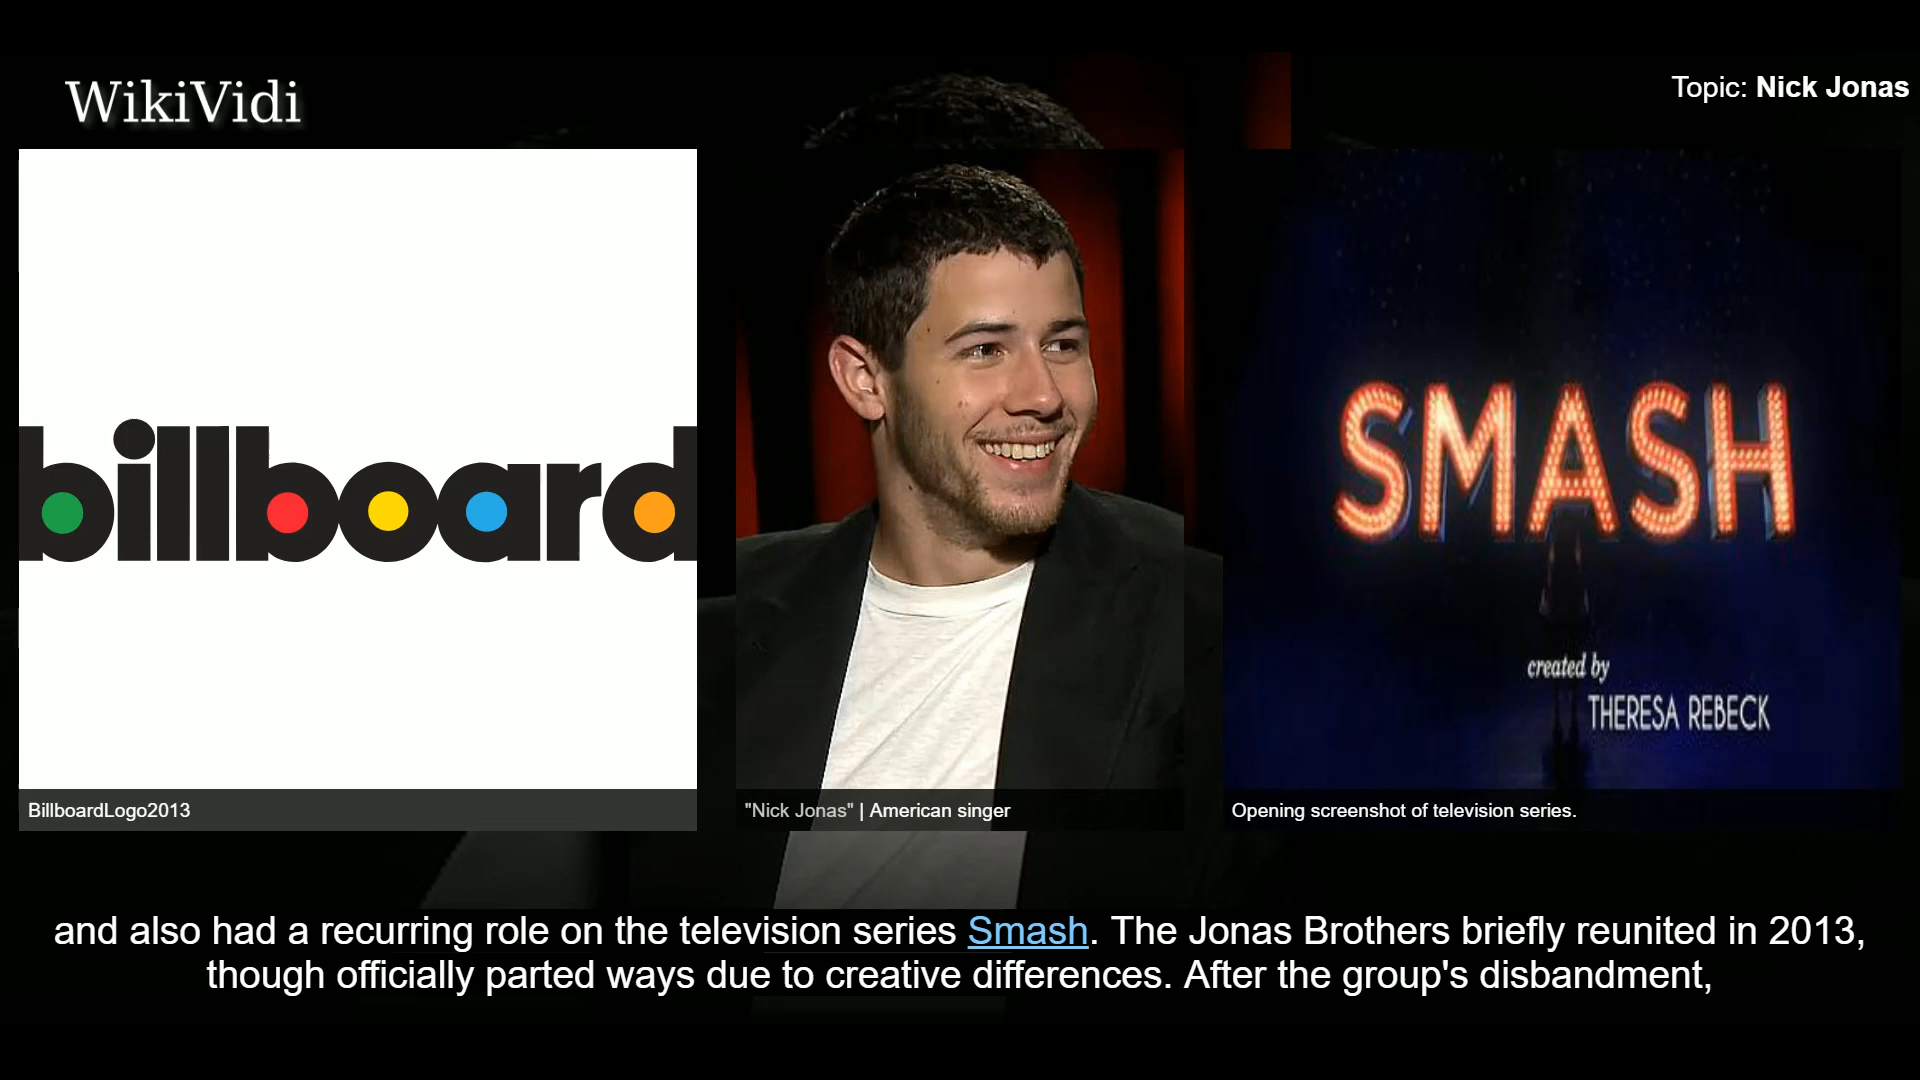 WikiVidi
Topic: Nick Jonas
billboard
SMASH
created by
THERESA REBECK
BillboardLogo2013
"Nick Jonas" | American singer
Opening screenshot of television series.
and also had a recurring role on the television series Smash. The Jonas Brothers briefly reunited in 2013,
though officially parted ways due to creative differences. After the group's disbandment,